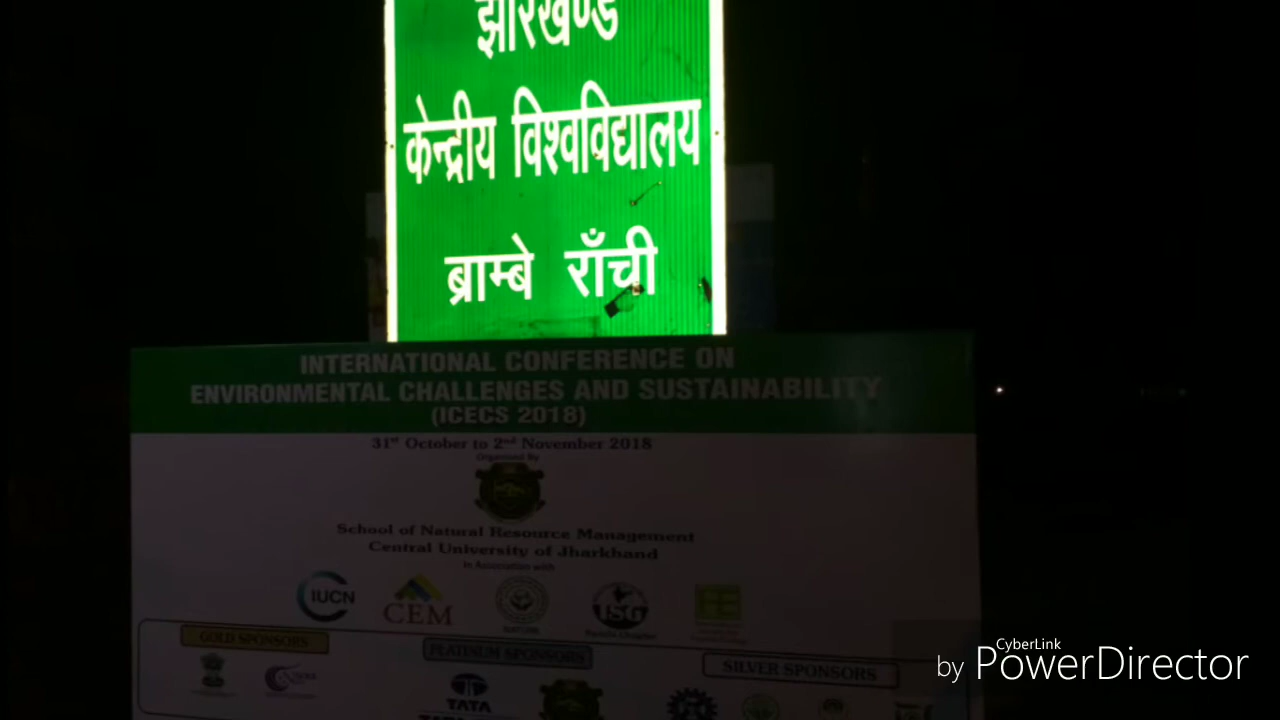 झारखण्ड
केन्द्रीय विश्वविद्यालय
ब्राम्बे राँची
INTERNATIONAL CONFERENCE ON
ENVIRONMENTAL CHALLENGES AND SUSTAINABILITY
(ICECS 2018)
31st October to 2nd November 2018
Organised By
School of Natural Resource Management
Central University of Jharkhand
In Association with
IUCN
CEM
ISG
GOLD SPONSORS
PLATINUM SPONSORS
SILVER SPONSORS
TATA
CyberLink
by PowerDirector